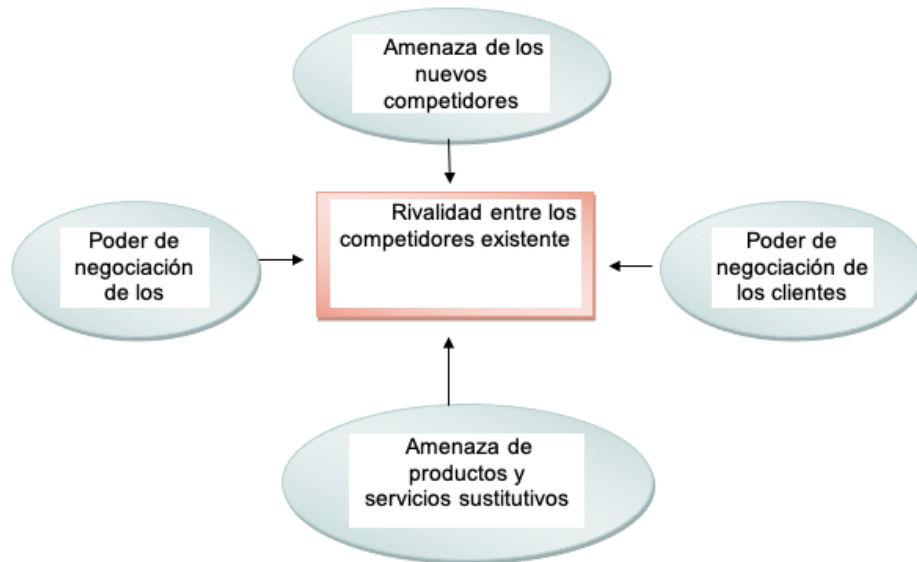 Amenaza de los
nuevos
competidores
Rivalidad entre los
competidores existente
Poder de
negociación
de los
Poder de
negociación de
los clientes
Amenaza de
productos y
servicios sustitutivos